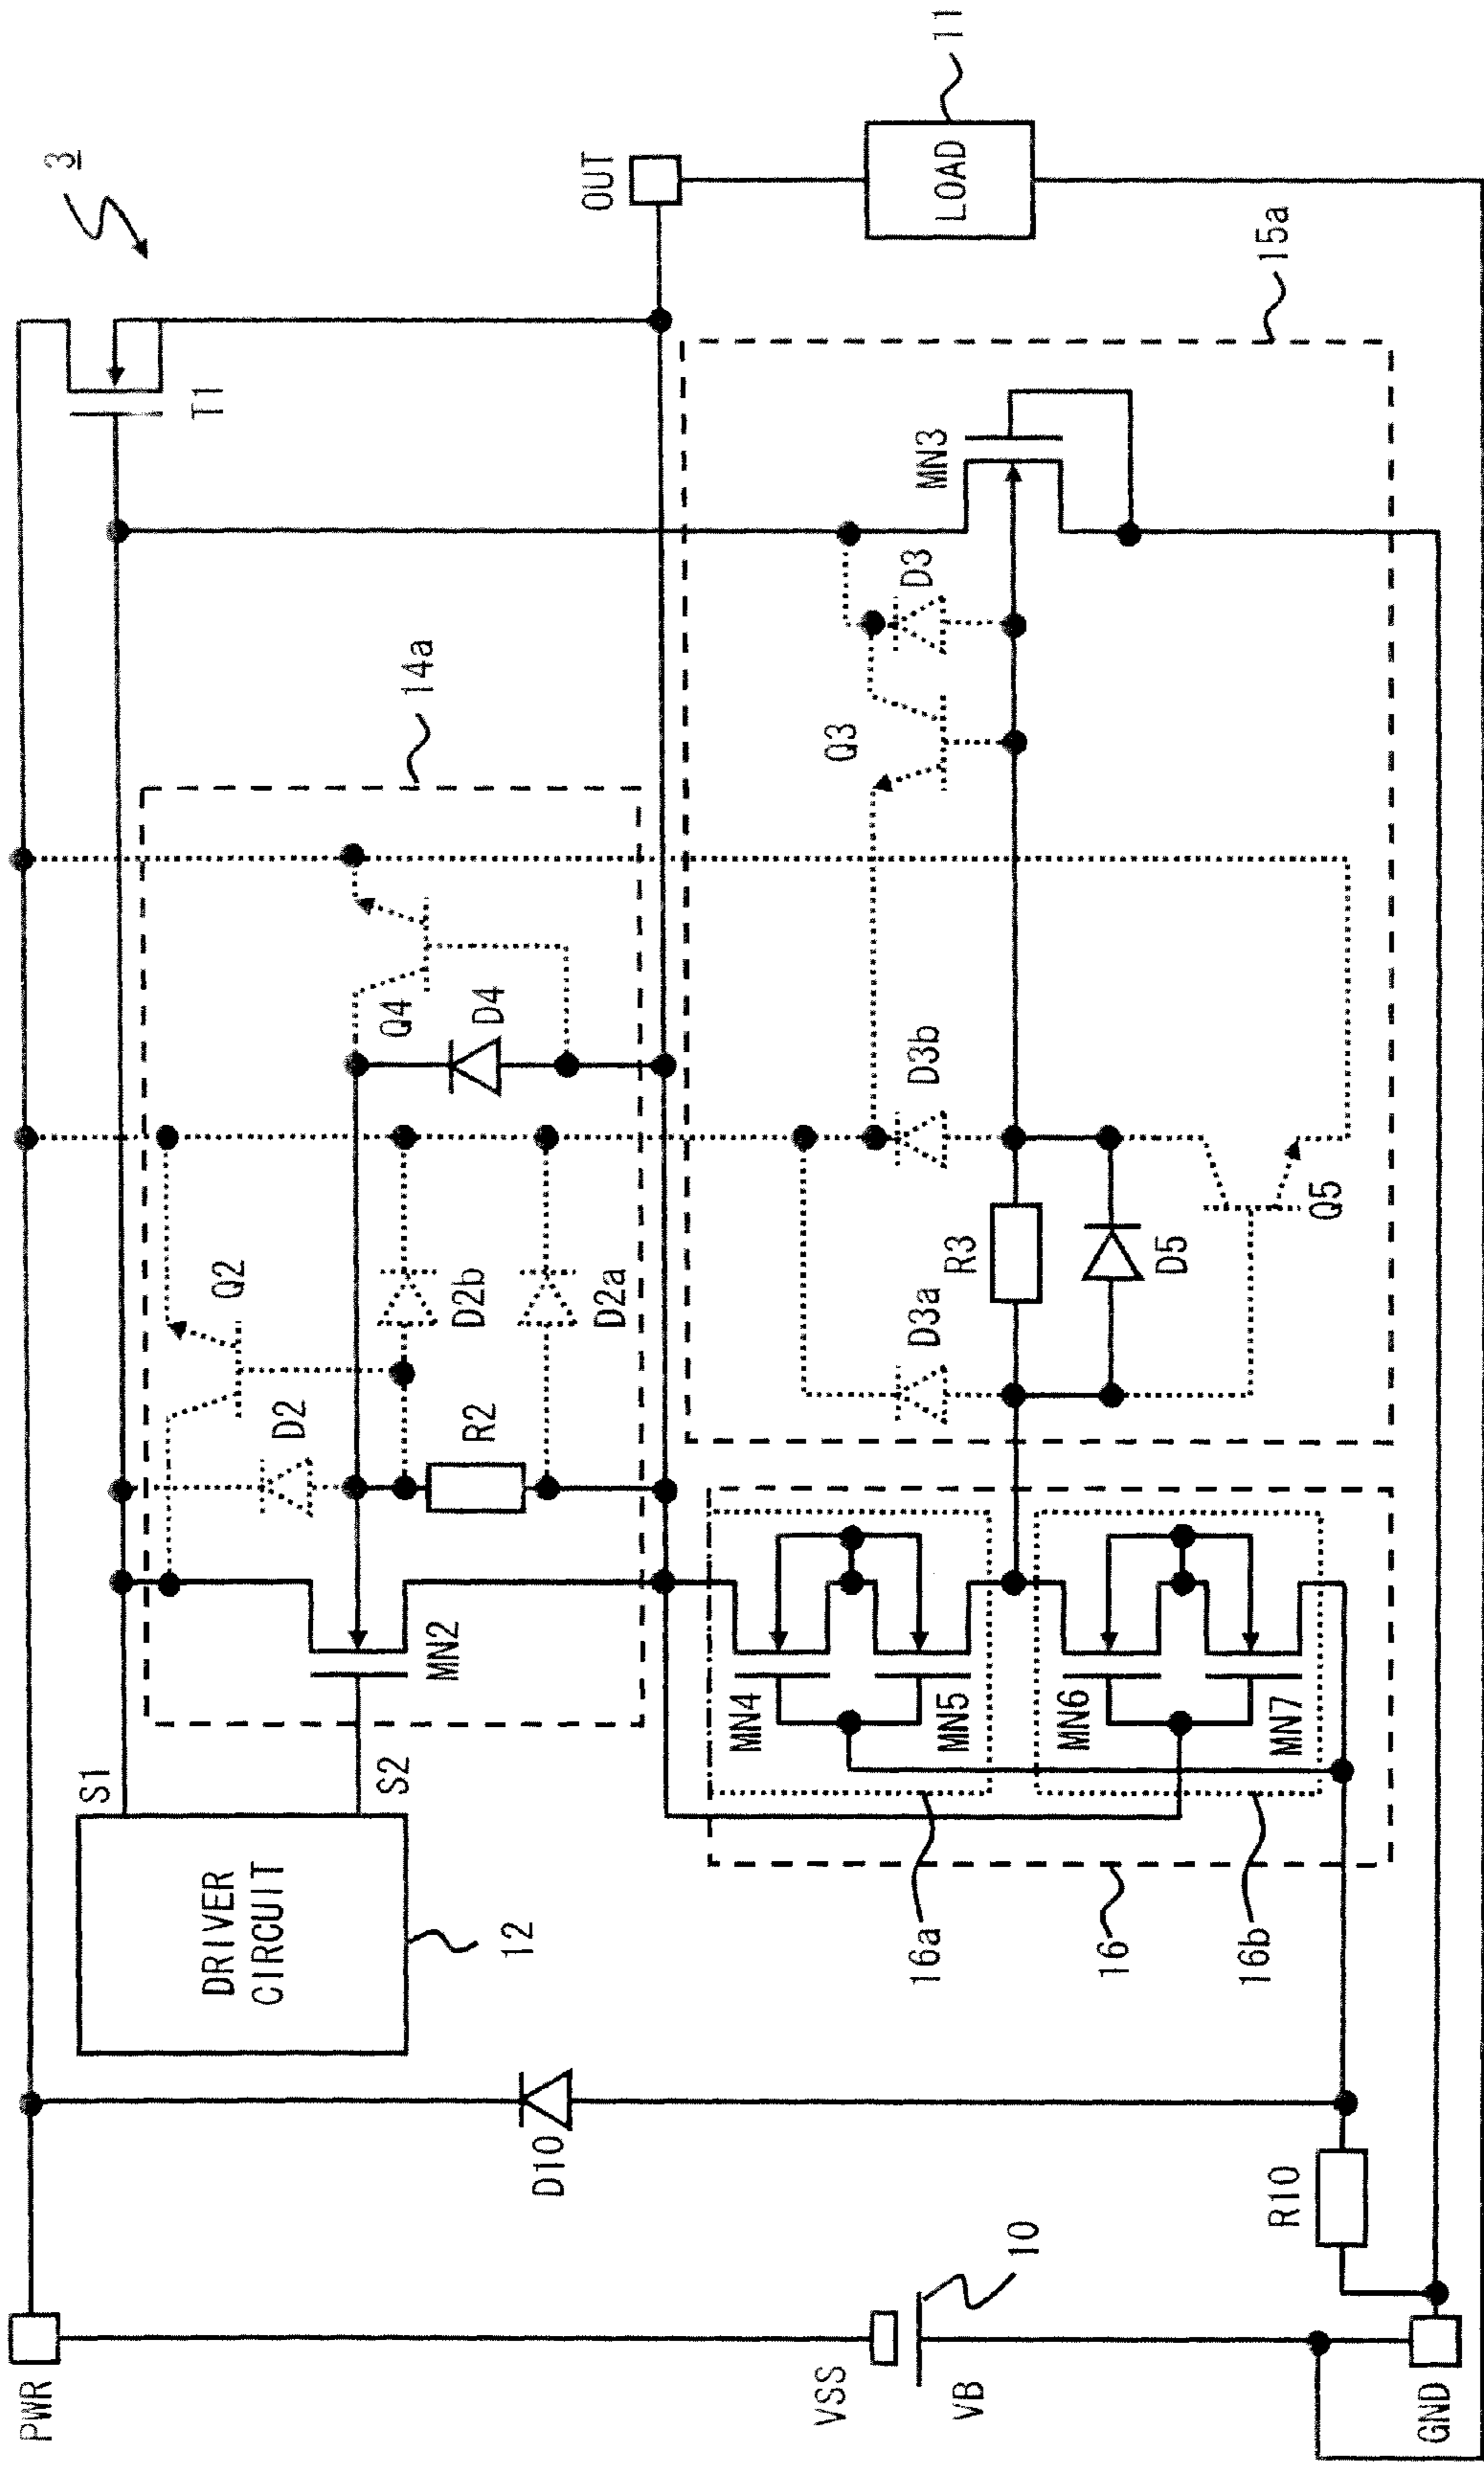 3
PWR
S1
DRIVER
CIRCUIT
12
S2
MN2
D2
Q2
R2
D2b
D2a
Q4
D4
14a
T1
OUT
D10
VSS
VB
10
GND
R10
MN4
MN5
MN6
MN7
16a
16
16b
D3a
R3
D3b
D5
Q5
Q3
D3
MN3
15a
LOAD
11